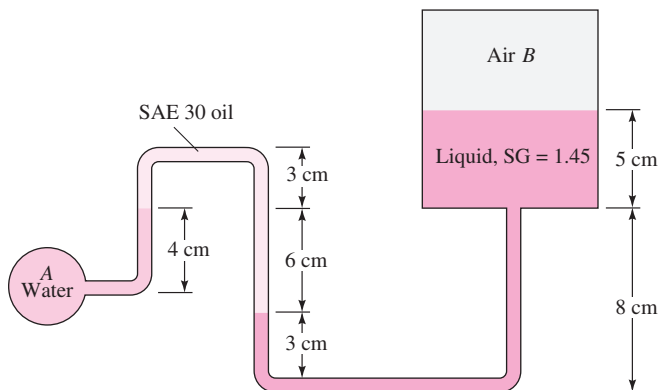 Air B
SAE 30 oil
Liquid, SG = 1.45
5 cm
3 cm
4 cm
6 cm
A
Water
8 cm
3 cm